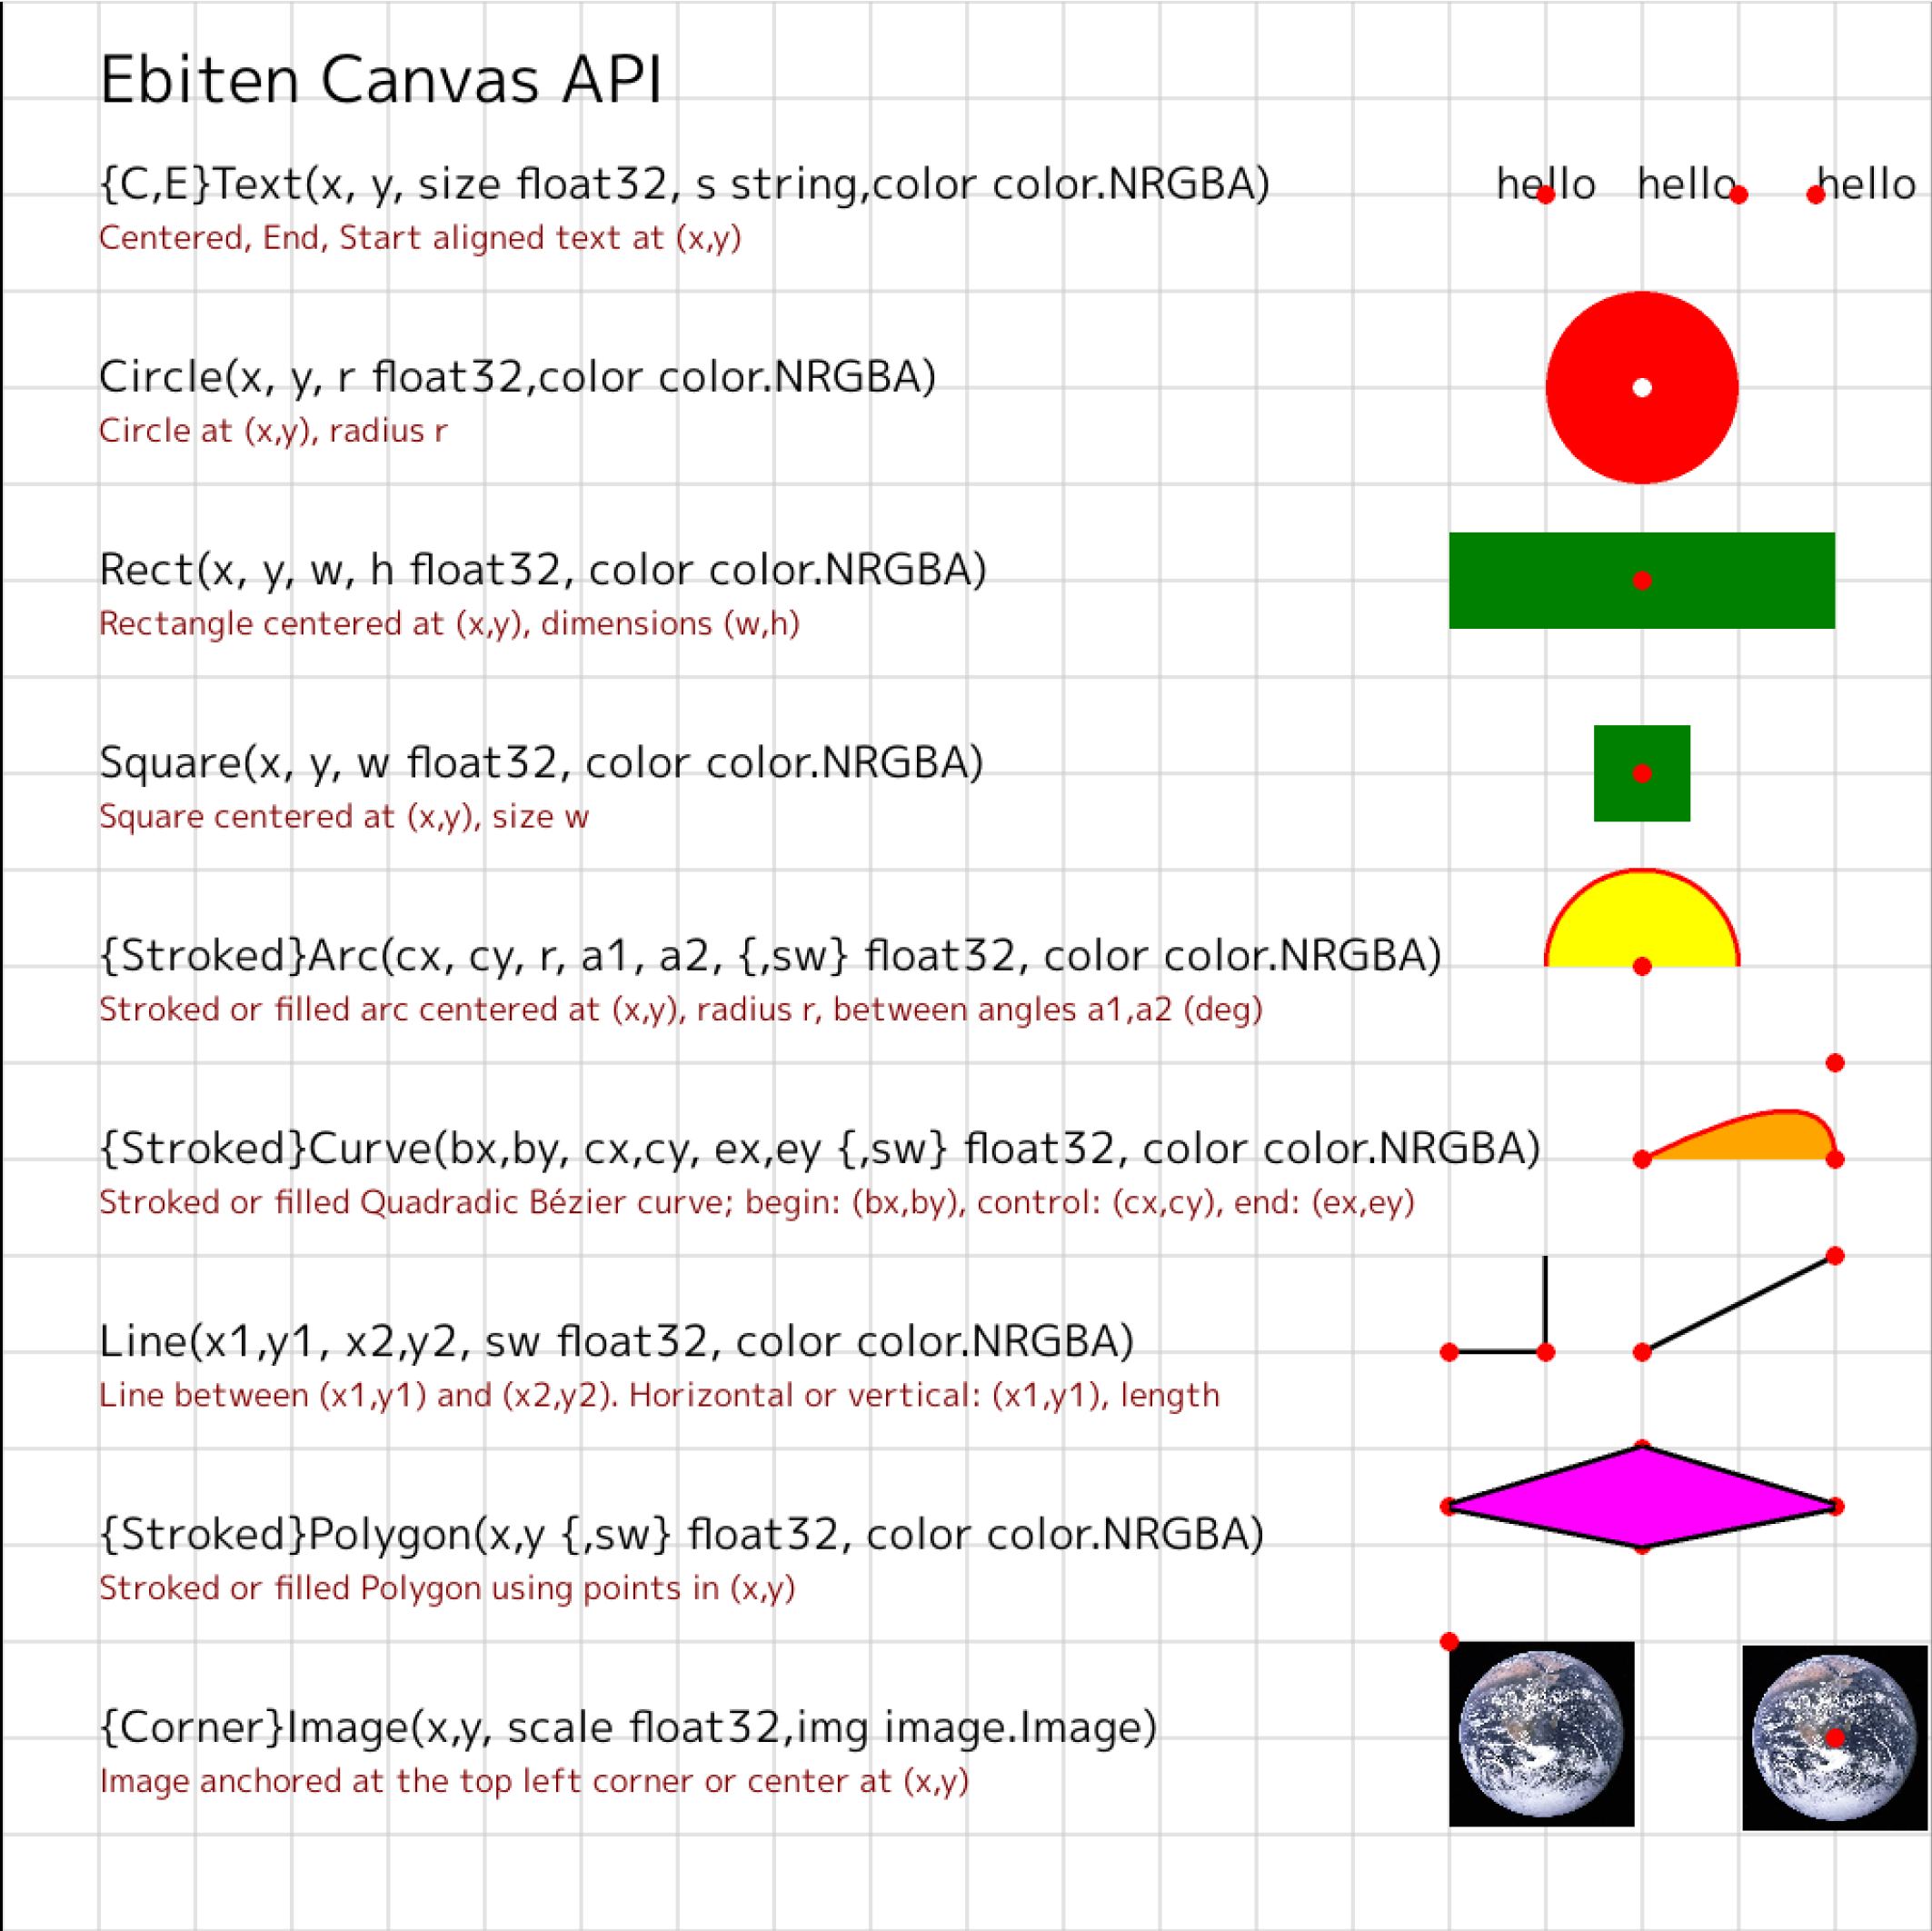 Ebiten Canvas API
{C,E}Text(x, y, size float32, s string,color color.NRGBA)
hello hello hello
Centered, End, Start aligned text at (x,y)
Circle(x, y, r float32,color color.NRGBA)
Circle at (x,y), radius r
Rect(x, y, w, h float32, color color.NRGBA)
Rectangle centered at (x,y), dimensions (w,h)
Square(x, y, w float32, color color.NRGBA)
Square centered at (x,y), size w
{Stroked}Arc(cx, cy, r, a1, a2, {,sw} float32, color color.NRGBA)
Stroked or filled arc centered at (x,y), radius r, between angles a1,a2 (deg)
{Stroked}Curve(bx,by, cx,cy, ex,ey {,sw} float32, color color.NRGBA)
Stroked or filled Quadradic Bézier curve; begin: (bx,by), control: (cx,cy), end: (ex,ey)
Line(x1,y1, x2,y2, sw float32, color color.NRGBA)
Line between (x1,y1) and (x2,y2). Horizontal or vertical: (x1,y1), length
{Stroked}Polygon(x,y {,sw} float32, color color.NRGBA)
Stroked or filled Polygon using points in (x,y)
{Corner}Image(x,y, scale float32,img image.Image)
Image anchored at the top left corner or center at (x,y)